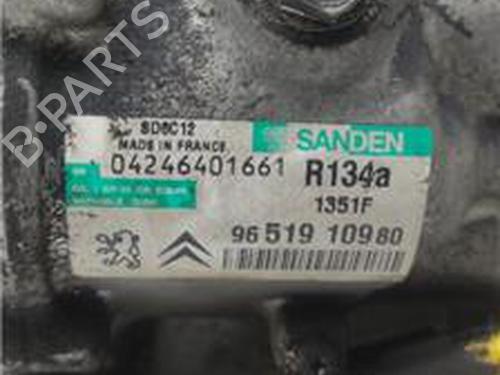 B-PARTS
SD6C12
MADE IN FRANCE
SANDEN
04246401661
R134a
1351F
96 519 109 80